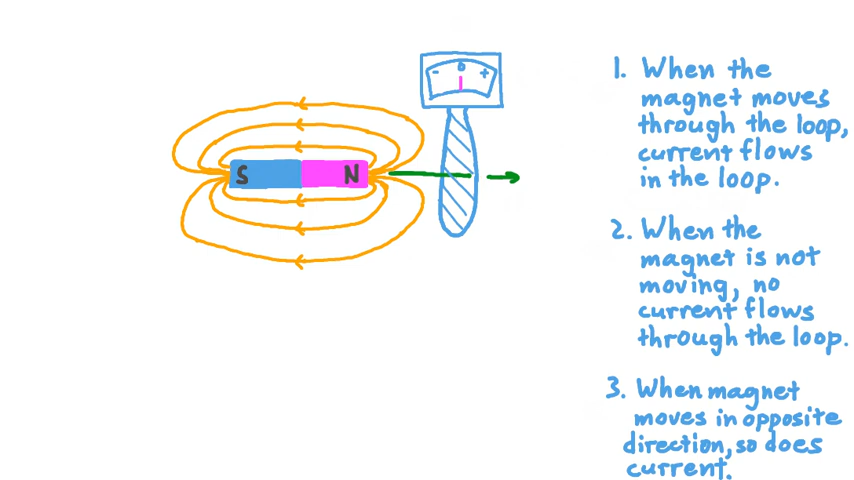 - 0 +
S N
1. When the
magnet moves
through the loop,
current flows
in the loop.
2. When the
magnet is not
moving, no
current flows
through the loop.
3. When magnet
moves in opposite
direction, so does
current.